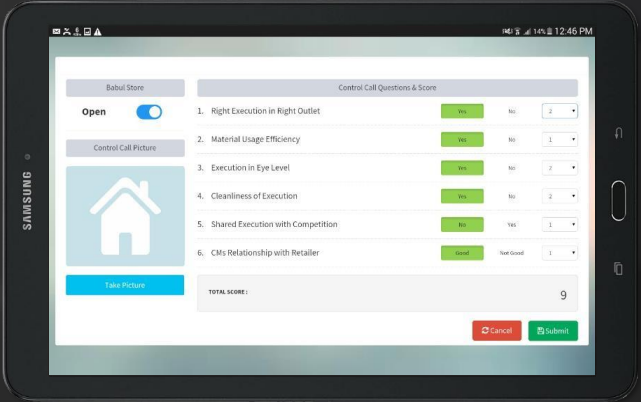 14% 12:46 PM
Babul Store
Control Call Questions & Score
Open
1. Right Execution in Right Outlet Yes No 2
2. Material Usage Efficiency Yes No 1
Control Call Picture
3. Execution in Eye Level Yes No 2
4. Cleanliness of Execution Yes No 2
5. Shared Execution with Competition No Yes 1
6. CMs Relationship with Retailer Good Not Good 1
Take Picture
TOTAL SCORE : 9
Cancel Submit
SAMSUNG